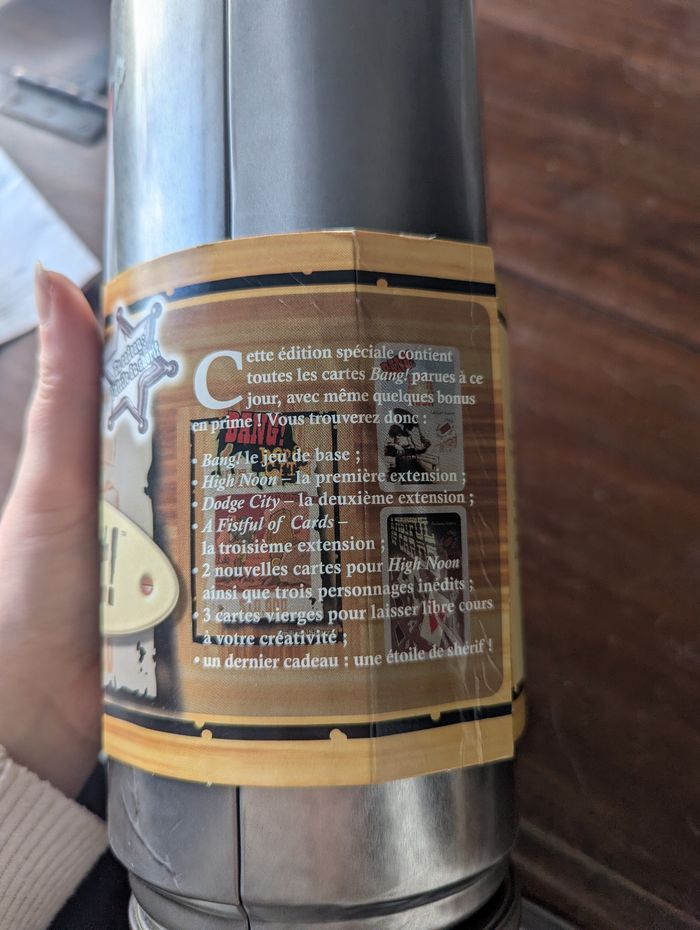 Cette édition spéciale contient
toutes les cartes Bang! parues à ce
jour, avec même quelques bonus
en prime ! Vous trouverez donc :
• Bang! le jeu de base ;
• High Noon – la première extension ;
• Dodge City – la deuxième extension ;
• A Fistful of Cards –
la troisième extension ;
• 2 nouvelles cartes pour High Noon
ainsi que trois personnages inédits ;
• 3 cartes vierges pour laisser libre cours
à votre créativité ;
• un dernier cadeau : une étoile de shérif !
BANG!